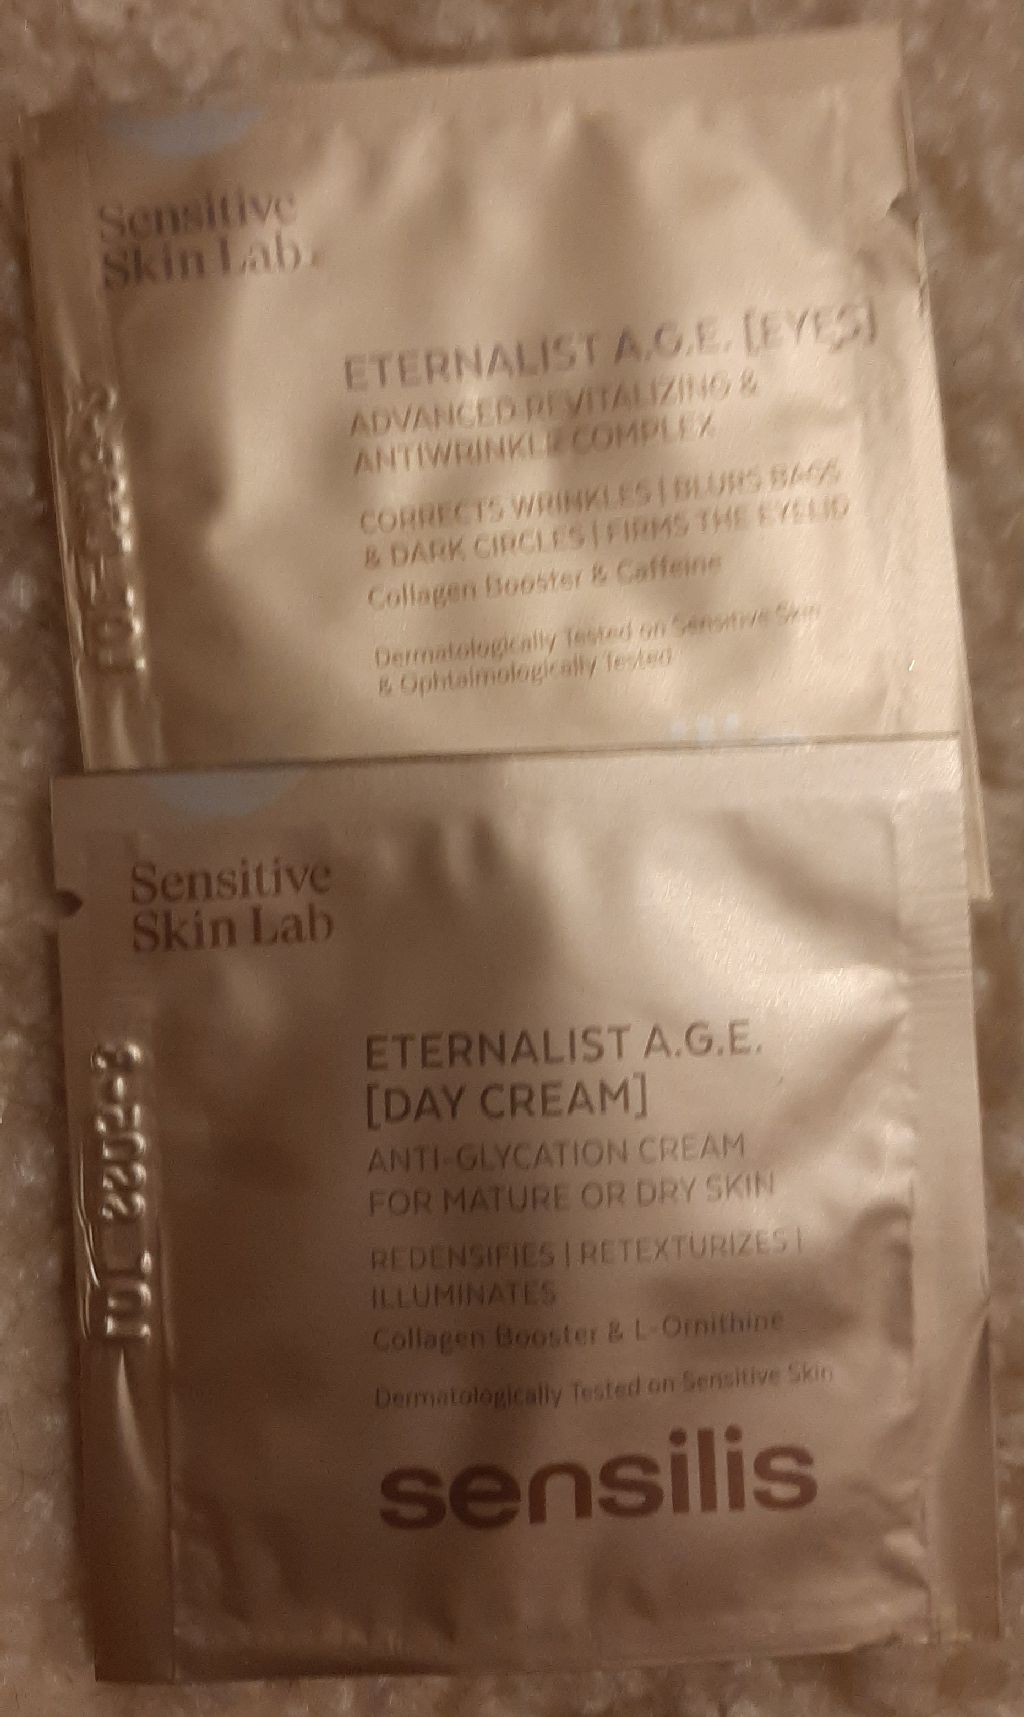 Sensitive
Skin Lab
ETERNALIST A.G.E. [EYES]
ADVANCED REVITALIZING &
ANTIWRINKLE COMPLEX
CORRECTS WRINKLES | BLURS BAGS
& DARK CIRCLES | FIRMS THE EYELID
Collagen Booster & Caffeine
Dermatologically Tested on Sensitive Skin
& Ophtalmologically Tested
Sensitive
Skin Lab
ETERNALIST A.G.E.
[DAY CREAM]
ANTI-GLYCATION CREAM
FOR MATURE OR DRY SKIN
REDENSIFIES | RETEXTURIZES |
ILLUMINATES
Collagen Booster & L-Ornithine
Dermatologically Tested on Sensitive Skin
sensilis